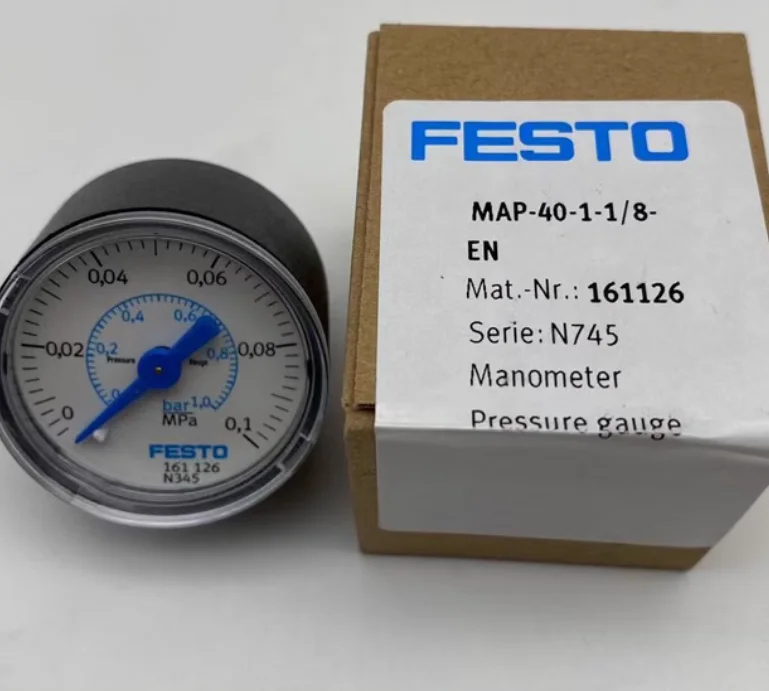 0,04
0,06
0,02
0,08
0
0,1
0,4
0,6
0,2
0,8
0
1,0
Pressure
bar
MPa
FESTO
161 126
N345
FESTO
MAP-40-1-1/8-
EN
Mat.-Nr.: 161126
Serie: N745
Manometer
Pressure gauge